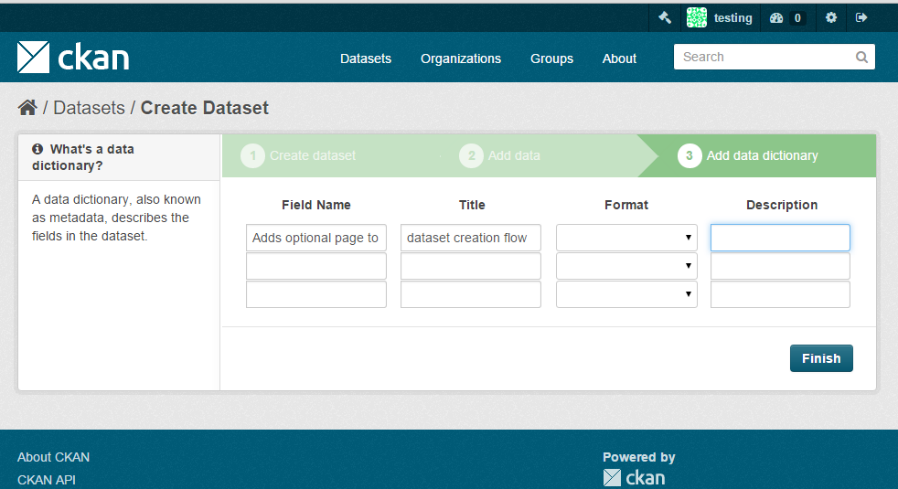 testing 0
ckan Datasets Organizations Groups About Search
/ Datasets / Create Dataset
What's a data
dictionary?
A data dictionary, also known
as metadata, describes the
fields in the dataset.
1 Create dataset 2 Add data 3 Add data dictionary
Field Name Title Format Description
Adds optional page to dataset creation flow
Finish
About CKAN
CKAN API
Powered by
ckan